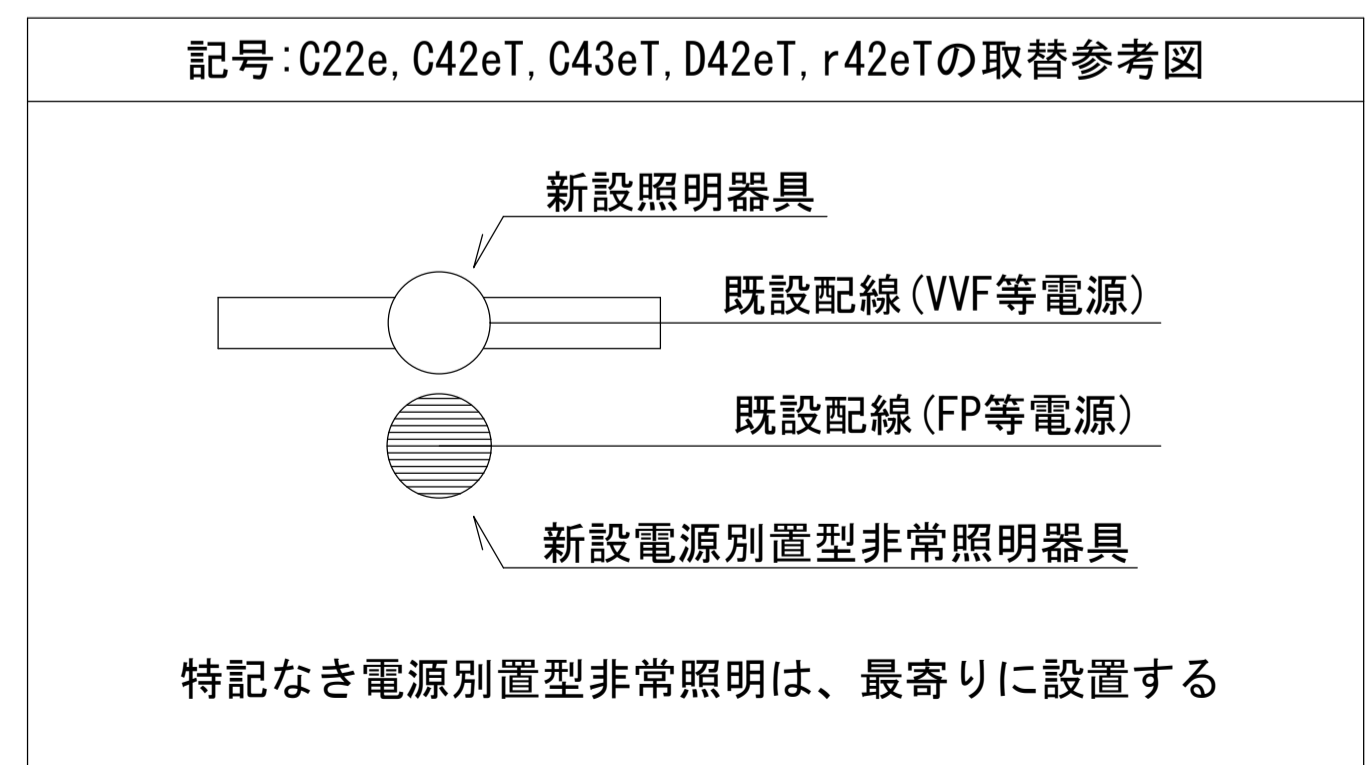 記号:C22e,C42eT,C43eT,D42eT,r42eTの取替参考図
新設照明器具
既設配線(VVF等電源)
既設配線(FP等電源)
新設電源別置型非常照明器具
特記なき電源別置型非常照明は、最寄りに設置する